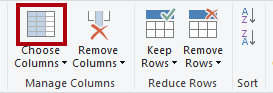 Choose Remove Keep Remove A Z
Columns Columns Rows Rows Z A
Manage Columns Reduce Rows Sort